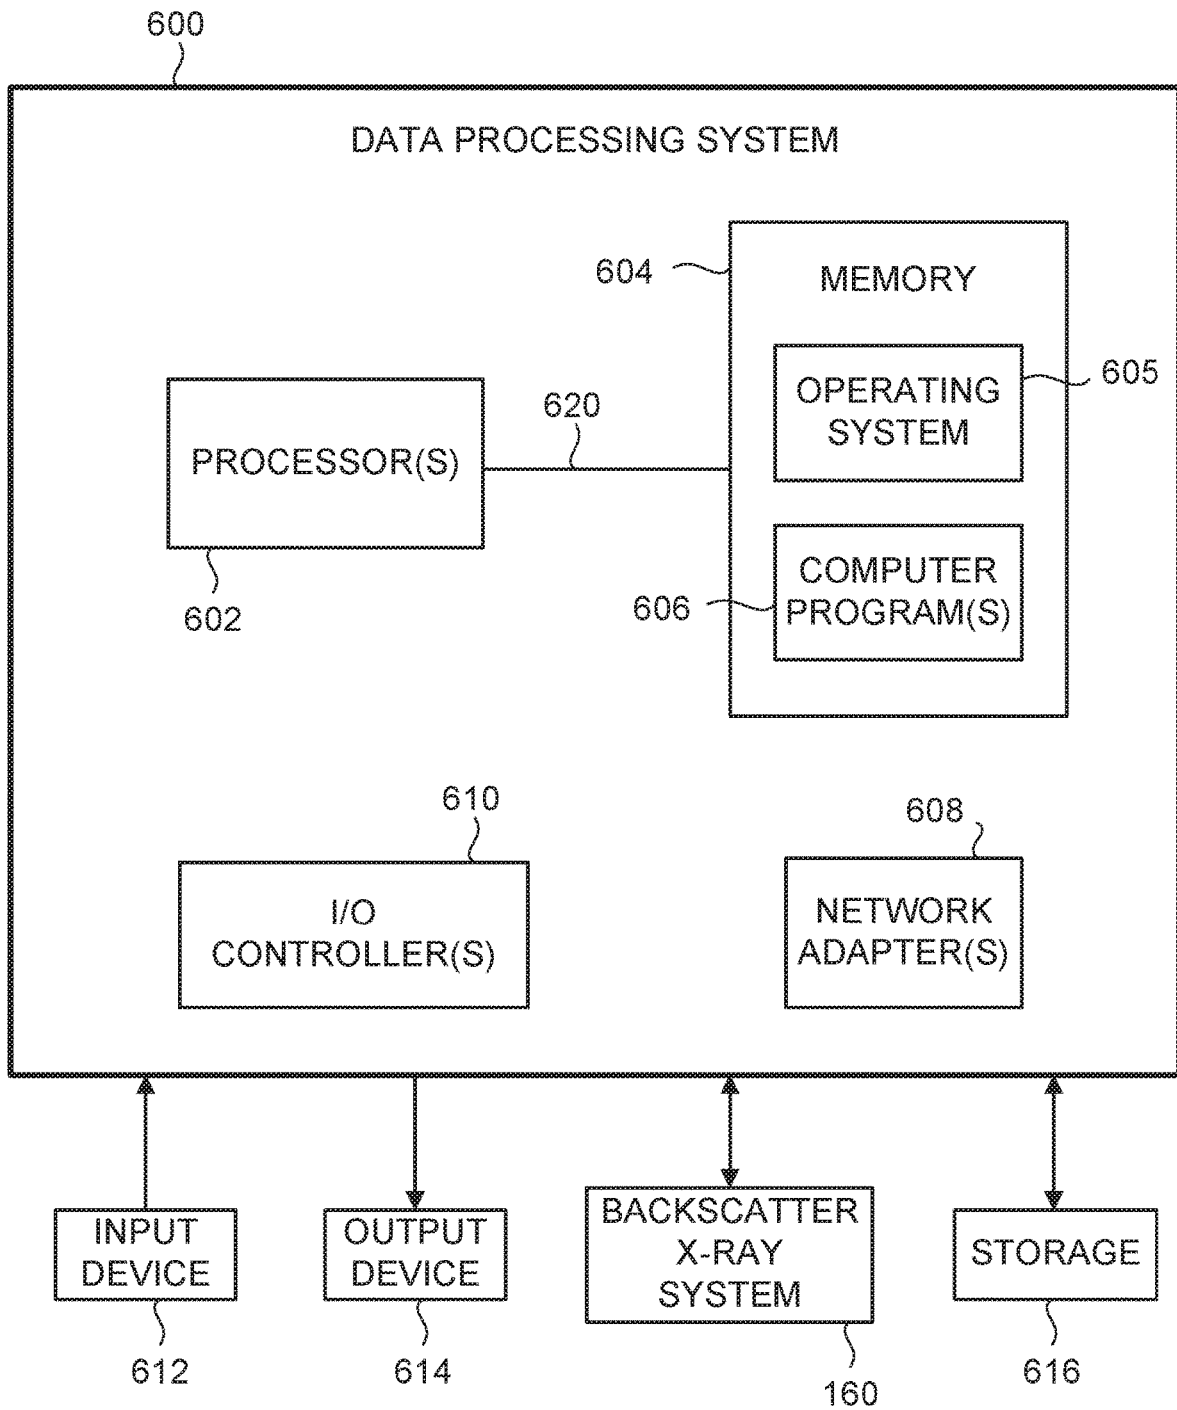 600
DATA PROCESSING SYSTEM
604
MEMORY
OPERATING
SYSTEM
605
620
PROCESSOR(S)
602
COMPUTER
PROGRAM(S)
606
610
I/O
CONTROLLER(S)
608
NETWORK
ADAPTER(S)
INPUT
DEVICE
612
OUTPUT
DEVICE
614
BACKSCATTER
X-RAY
SYSTEM
160
STORAGE
616